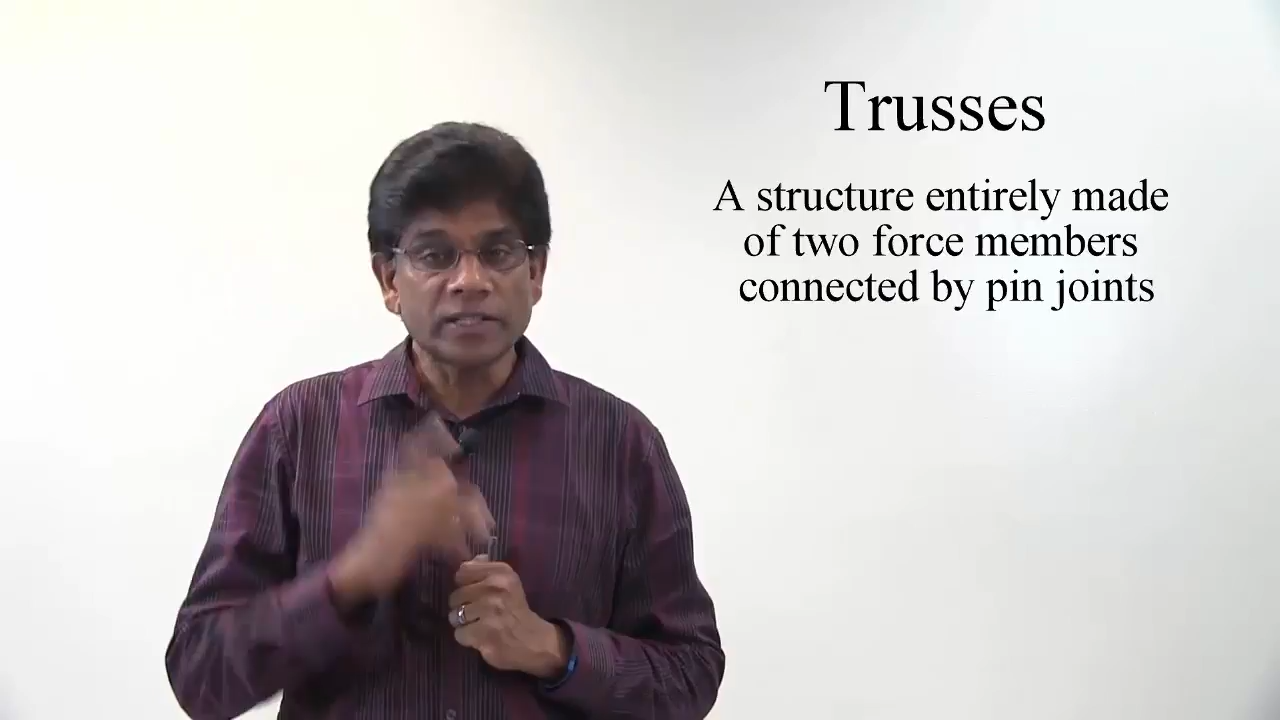 Trusses
A structure entirely made
of two force members
connected by pin joints